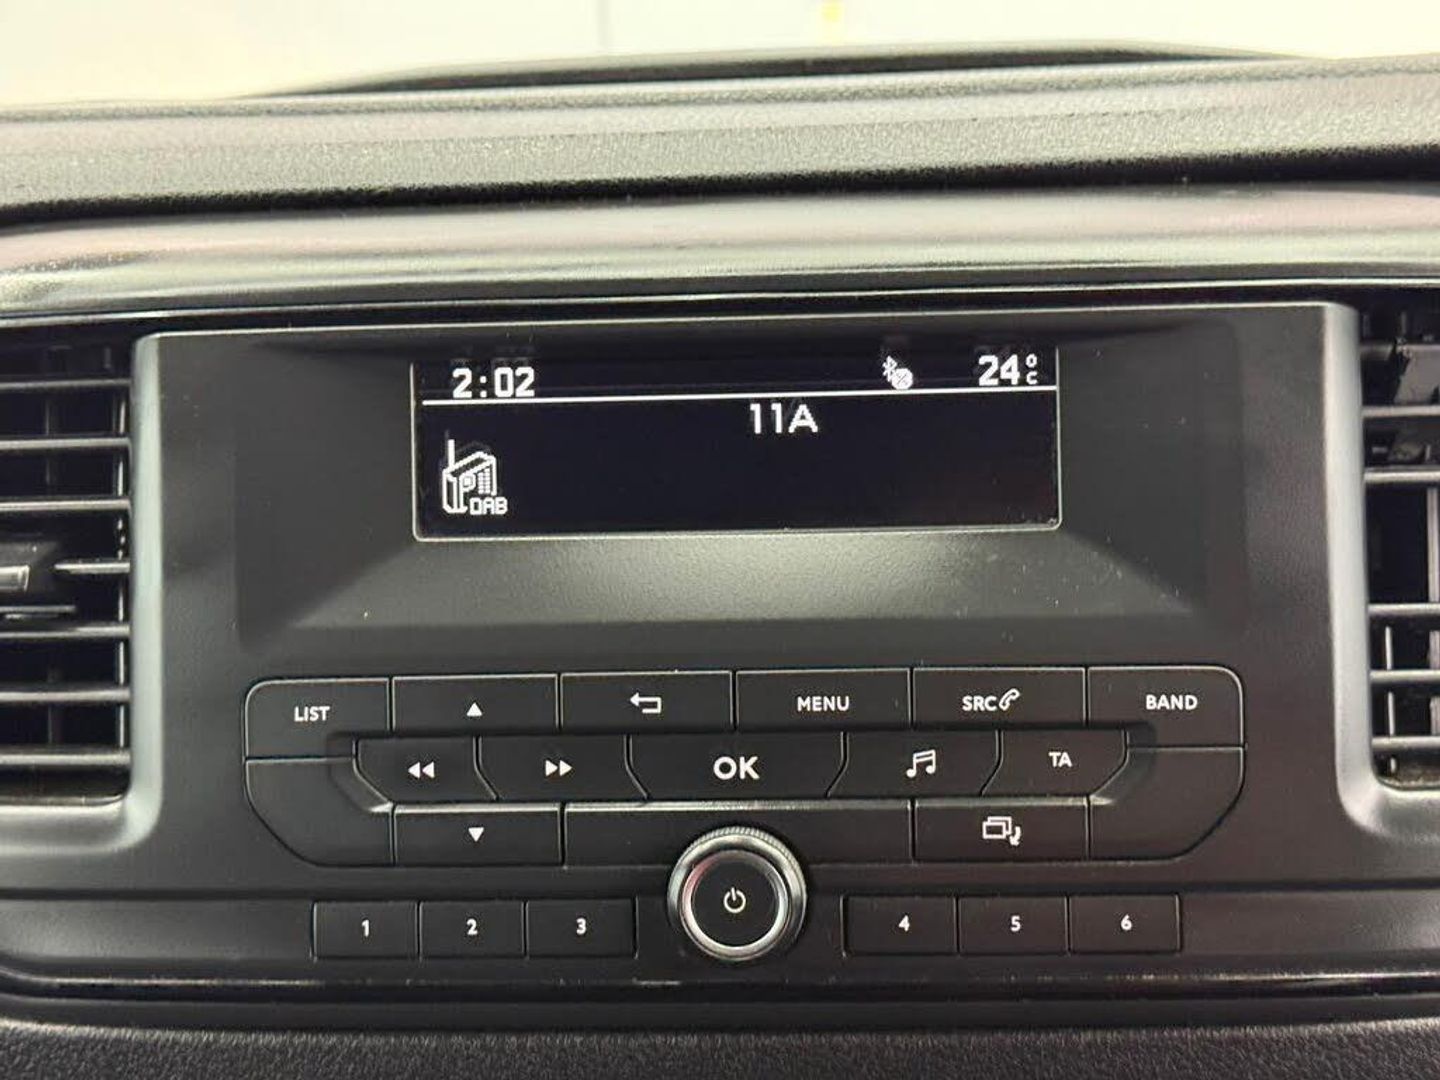 2:02 24°C
11A
DAB
LIST MENU SRC BAND
OK TA
1 2 3 4 5 6